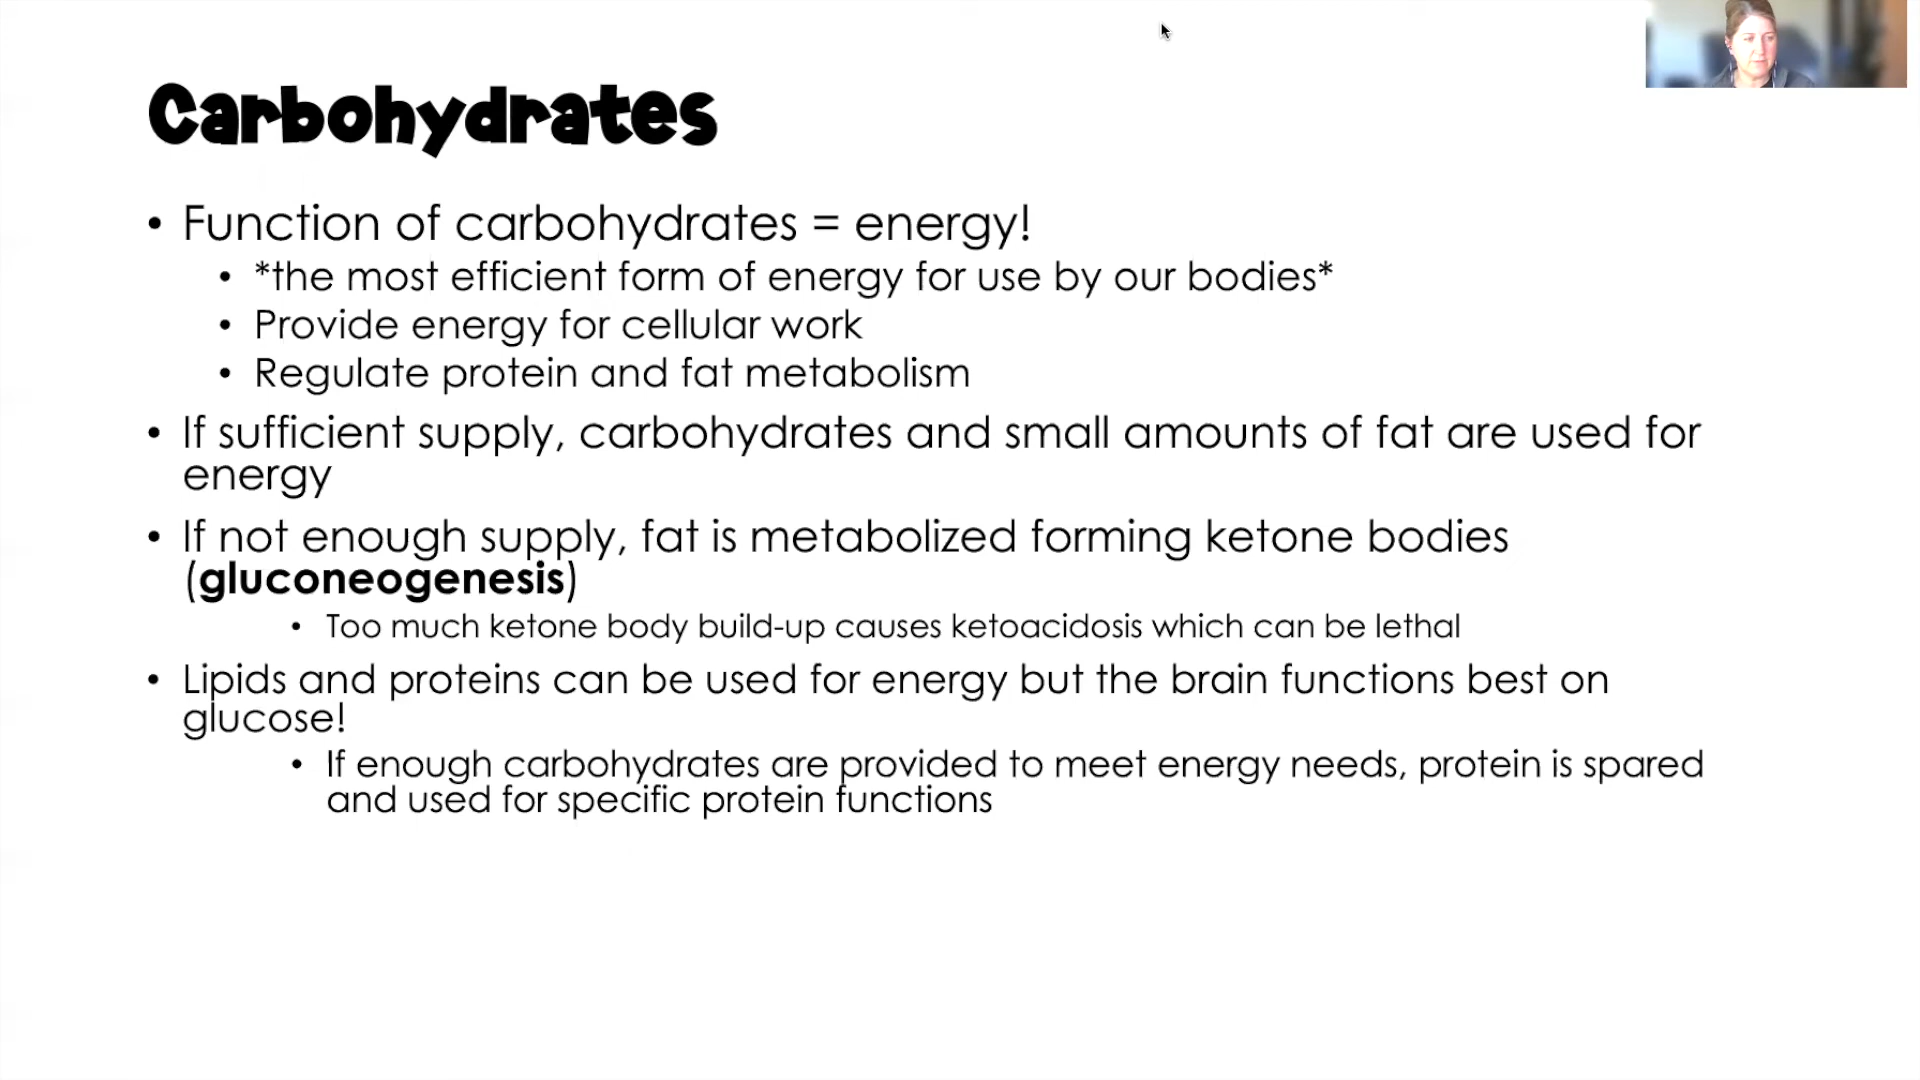 Carbohydrates
• Function of carbohydrates = energy!
• *the most efficient form of energy for use by our bodies*
• Provide energy for cellular work
• Regulate protein and fat metabolism
• If sufficient supply, carbohydrates and small amounts of fat are used for
energy
• If not enough supply, fat is metabolized forming ketone bodies
(gluconeogenesis)
• Too much ketone body build-up causes ketoacidosis which can be lethal
• Lipids and proteins can be used for energy but the brain functions best on
glucose!
• If enough carbohydrates are provided to meet energy needs, protein is spared
and used for specific protein functions